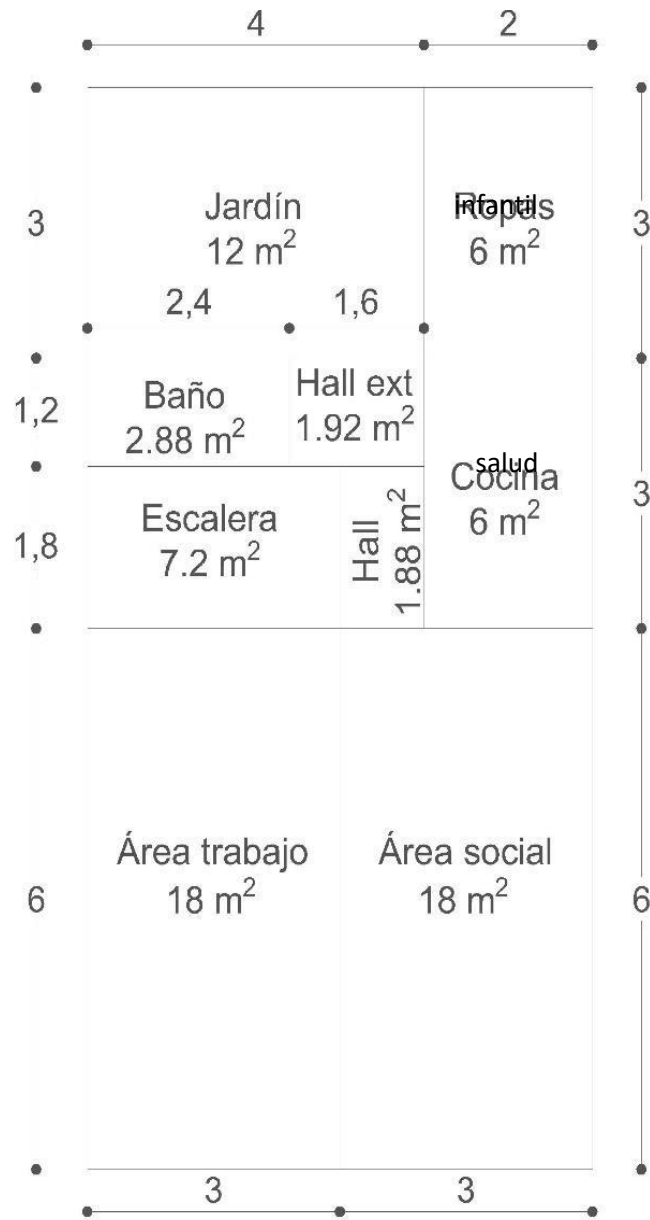 4
2
Jardín
12 m²
infantil
Ropas
6 m²
3
3
2,4
1,6
Baño
2.88 m²
Hall ext
1.92 m²
1,2
salud
Cocina
6 m²
3
Escalera
7.2 m²
Hall
1.88 m²
1,8
Área trabajo
18 m²
Área social
18 m²
6
6
3
3